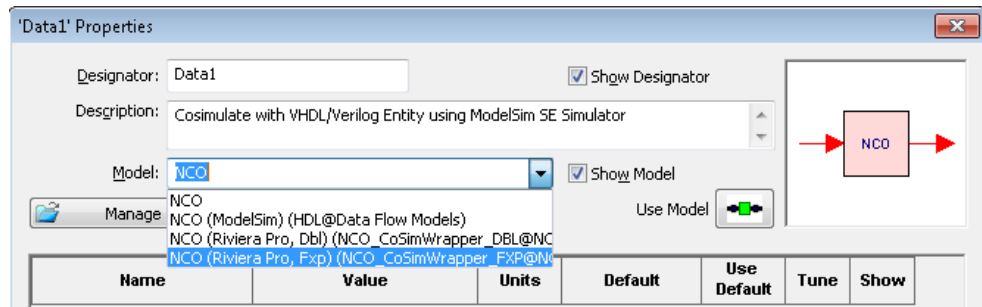 'Data1' Properties
Designator: Data1 Show Designator
Description: Cosimulate with VHDL/Verilog Entity using ModelSim SE Simulator
NCO
Model: NCO Show Model
NCO
Manage NCO (ModelSim) (HDL@Data Flow Models) Use Model
NCO (Riviera Pro, Dbl) (NCO_CoSimWrapper_DBL@NC
NCO (Riviera Pro, Fxp) (NCO_CoSimWrapper_FXP@NC
Name Value Units Default Use Default Tune Show